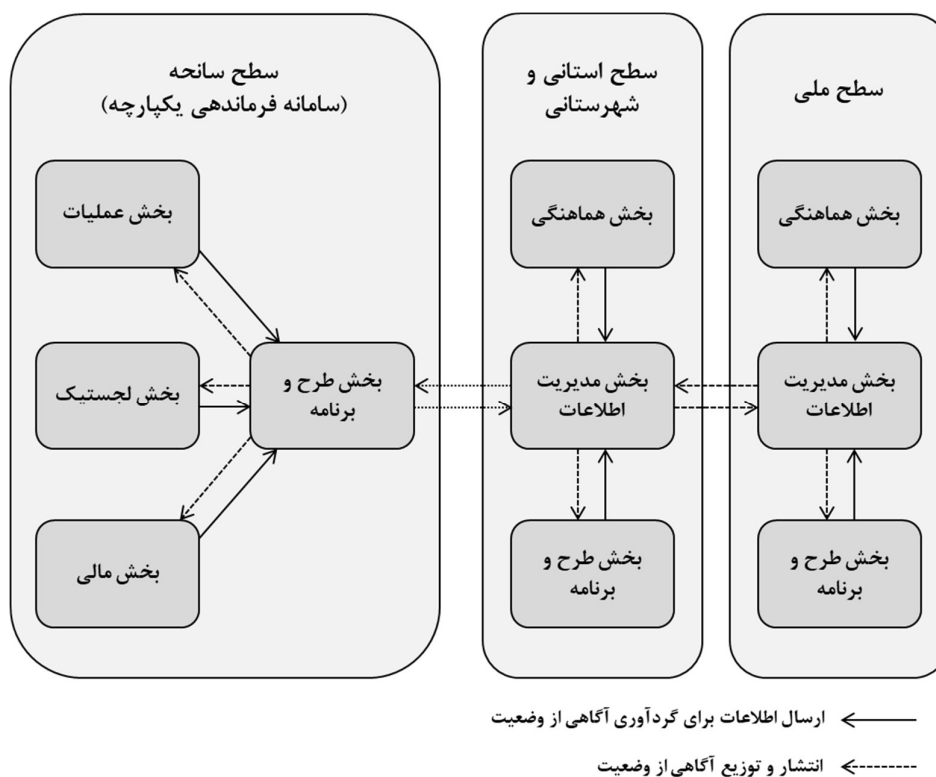 سطح ملی
بخش هماهنگی
بخش مدیریت
اطلاعات
بخش طرح و
برنامه
سطح استانی و
شهرستانی
بخش هماهنگی
بخش مدیریت
اطلاعات
بخش طرح و
برنامه
سطح سانحه
(سامانه فرماندهی یکپارچه)
بخش عملیات
بخش طرح و
برنامه
بخش لجستیک
بخش مالی
ارسال اطلاعات برای گردآوری آگاهی از وضعیت
انتشار و توزیع آگاهی از وضعیت